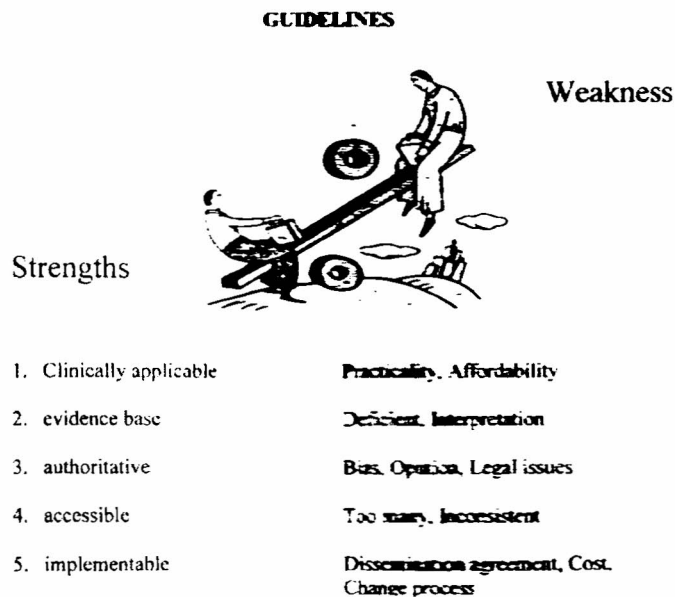 GUIDELINES
Weakness
Strengths
1. Clinically applicable Practicality, Affordability
2. evidence base Deficient, Interpretation
3. authoritative Bias, Opinion, Legal issues
4. accessible Too many, Inconsistent
5. implementable Dissemination agreement, Cost,
Change process